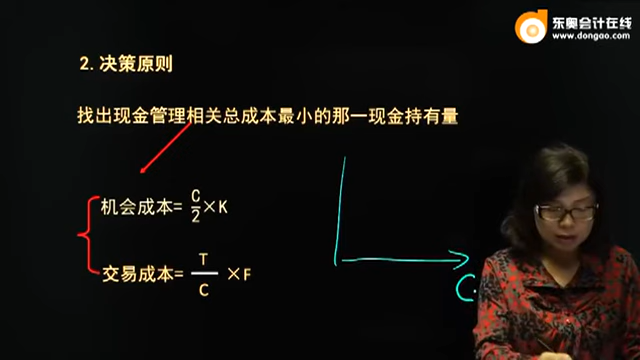 东奥会计在线
www.dongao.com
2.决策原则
找出现金管理相关总成本最小的那一现金持有量
机会成本=C/2×K
交易成本=T/C×F
C